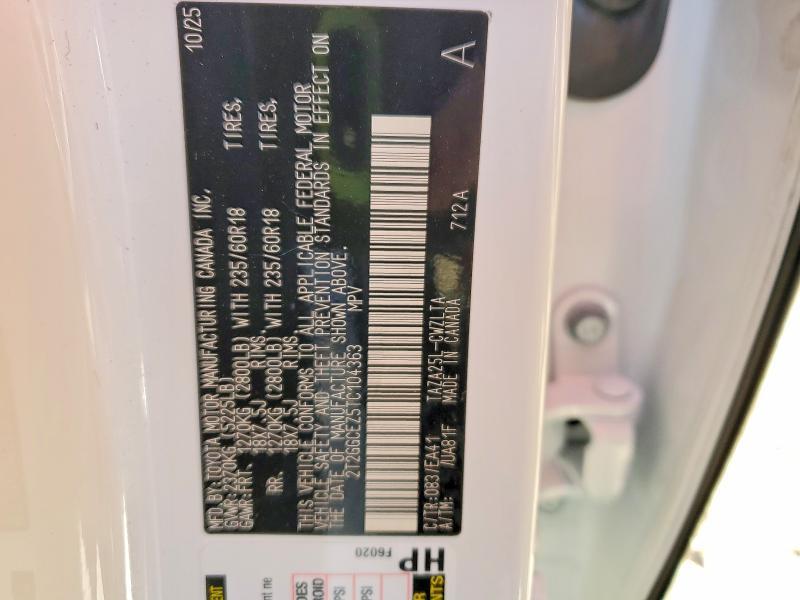 MFD. BY: TOYOTA MOTOR MANUFACTURING CANADA INC. 10/25
GVWR: 2370KG (5225LB)
GAWR: FRT. 1270KG (2800LB) WITH 235/60R18 TIRES,
18X7.5J RIMS.
RR. 1270KG (2800LB) WITH 235/60R18 TIRES,
18X7.5J RIMS.
THIS VEHICLE CONFORMS TO ALL APPLICABLE FEDERAL MOTOR
VEHICLE SAFETY AND THEFT PREVENTION STANDARDS IN EFFECT ON
THE DATE OF MANUFACTURE SHOWN ABOVE.
2T2GGCEZ5TC104363 MPV
C/TR:083/EA41 TAZA25L-CWZLTA 712A A
A/TM: /UA81F MADE IN CANADA
HP
F6020